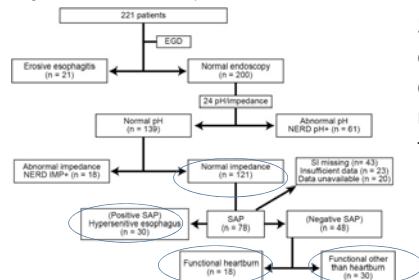 221 patients
EGD
Erosive esophagitis
(n = 21)
Normal endoscopy
(n = 200)
24 pH/impedance
Normal pH
(n = 139)
Abnormal pH
NERD pH+ (n = 61)
Abnormal impedance
NERD IMP+ (n = 18)
Normal impedance
(n = 121)
SI missing (n= 43)
Insufficient data (n = 23)
Data unavailable (n = 20)
(Positive SAP)
Hypersenitive esophagus
(n = 30)
SAP
(n = 78)
(Negative SAP)
(n = 48)
Functional heartburn
(n = 18)
Functional other
than heartburn
(n = 30)